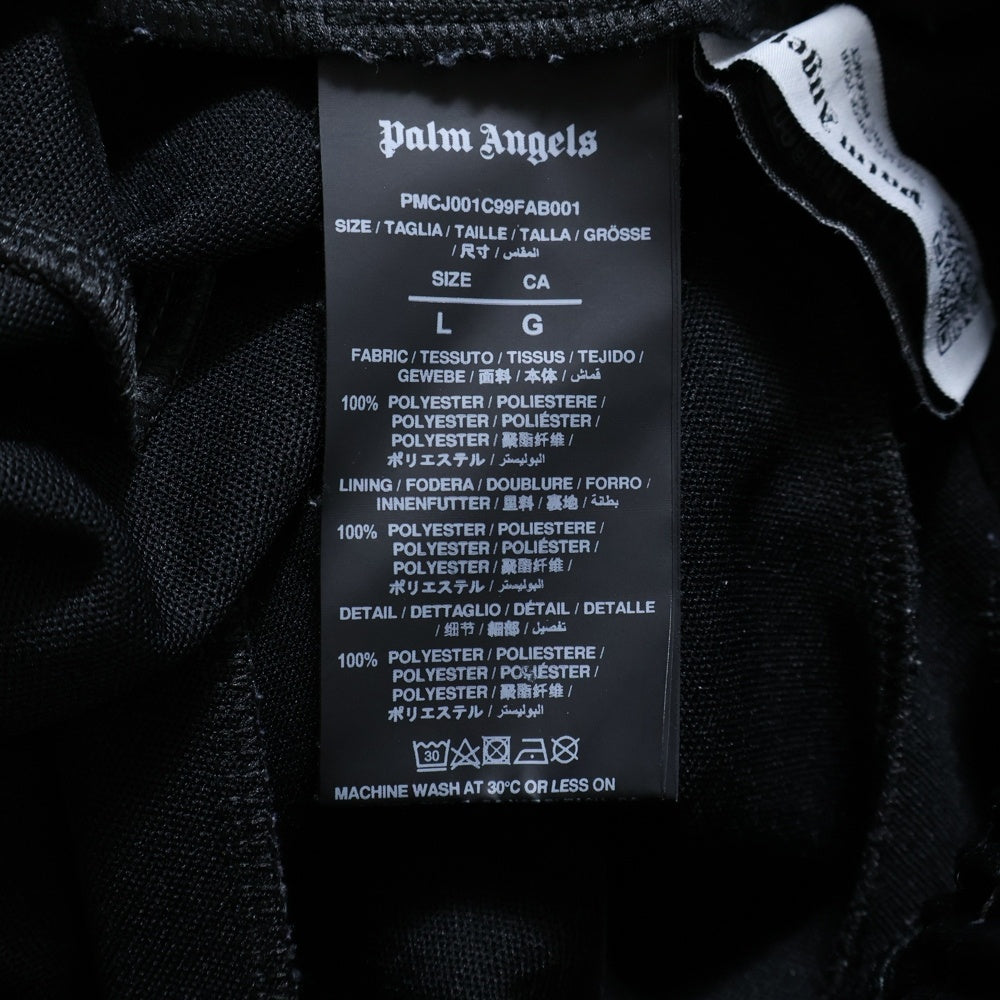 Palm Angels
PMCJ001C99FAB001
SIZE / TAGLIA / TAILLE / TALLA / GRÖSSE
/ 尺寸 / المقاس
SIZE CA
L G
FABRIC / TESSUTO / TISSUS / TEJIDO /
GEWEBE / 面料 / 本体 / قماش
100% POLYESTER / POLIESTERE /
POLYESTER / POLIÉSTER /
POLYESTER / 聚酯纤维 /
ポリエステル / البوليستر
LINING / FODERA / DOUBLURE / FORRO /
INNENFUTTER / 里料 / 裏地 / بطانة
100% POLYESTER / POLIESTERE /
POLYESTER / POLIÉSTER /
POLYESTER / 聚酯纤维 /
ポリエステル / البوليستر
DETAIL / DETTAGLIO / DÉTAIL / DETALLE
/ 细节 / 細部 / تفصيل
100% POLYESTER / POLIESTERE /
POLYESTER / POLIÉSTER /
POLYESTER / 聚酯纤维 /
ポリエステル / البوليستر
30
MACHINE WASH AT 30°C OR LESS ON
Palm Angels